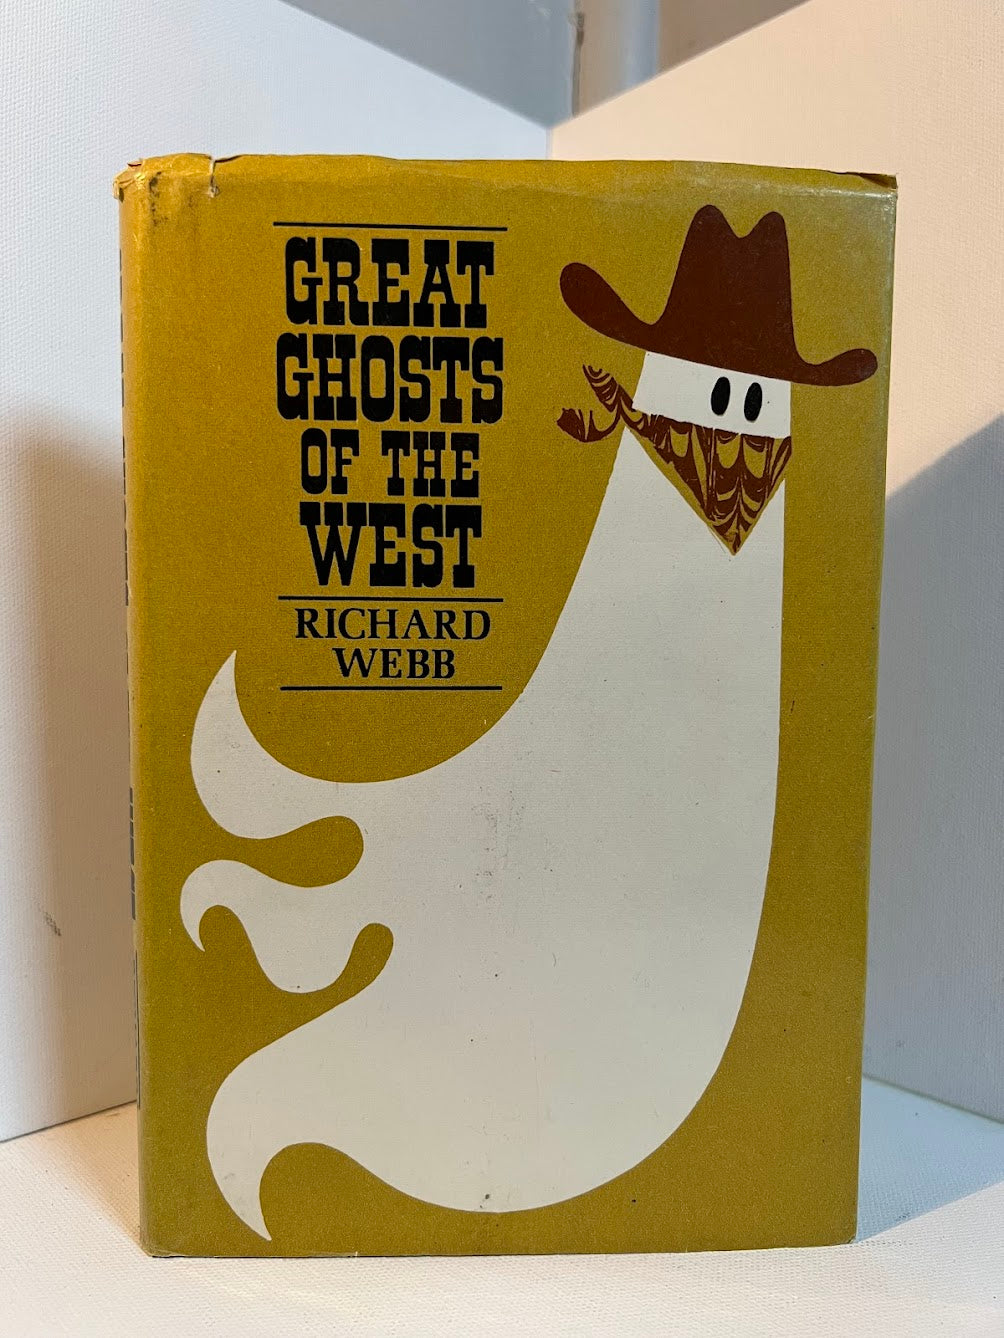 GREAT
GHOSTS
OF THE
WEST
RICHARD
WEBB